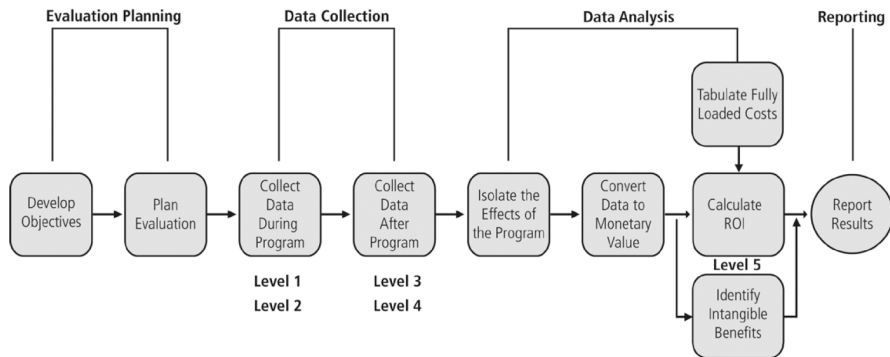 Evaluation Planning
Data Collection
Data Analysis
Reporting
Tabulate Fully
Loaded Costs
Develop
Objectives
Plan
Evaluation
Collect
Data
During
Program
Collect
Data
After
Program
Isolate the
Effects of
the Program
Convert
Data to
Monetary
Value
Calculate
ROI
Report
Results
Level 1
Level 2
Level 3
Level 4
Level 5
Identify
Intangible
Benefits